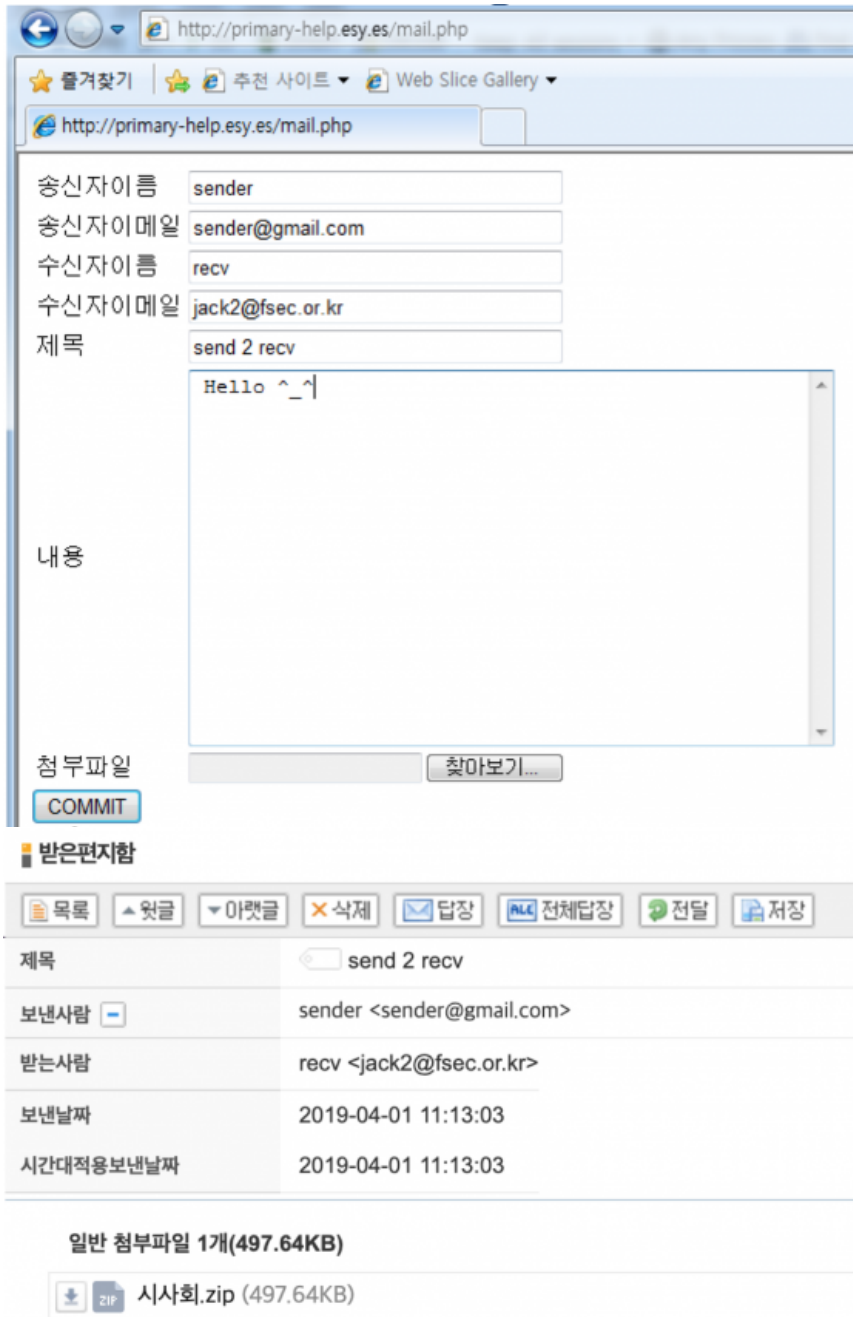 http://primary-help.esy.es/mail.php
즐겨찾기 추천 사이트 Web Slice Gallery
http://primary-help.esy.es/mail.php
송신자이름 sender
송신자이메일 sender@gmail.com
수신자이름 recv
수신자이메일 jack2@fsec.or.kr
제목 send 2 recv
Hello ^_^
내용
첨부파일 찾아보기...
COMMIT
받은편지함
목록 윗글 아랫글 삭제 답장 ALL 전체답장 전달 저장
제목 send 2 recv
보낸사람 sender <sender@gmail.com>
받는사람 recv <jack2@fsec.or.kr>
보낸날짜 2019-04-01 11:13:03
시간대적용보낸날짜 2019-04-01 11:13:03
일반 첨부파일 1개(497.64KB)
ZIP 시사회.zip (497.64KB)